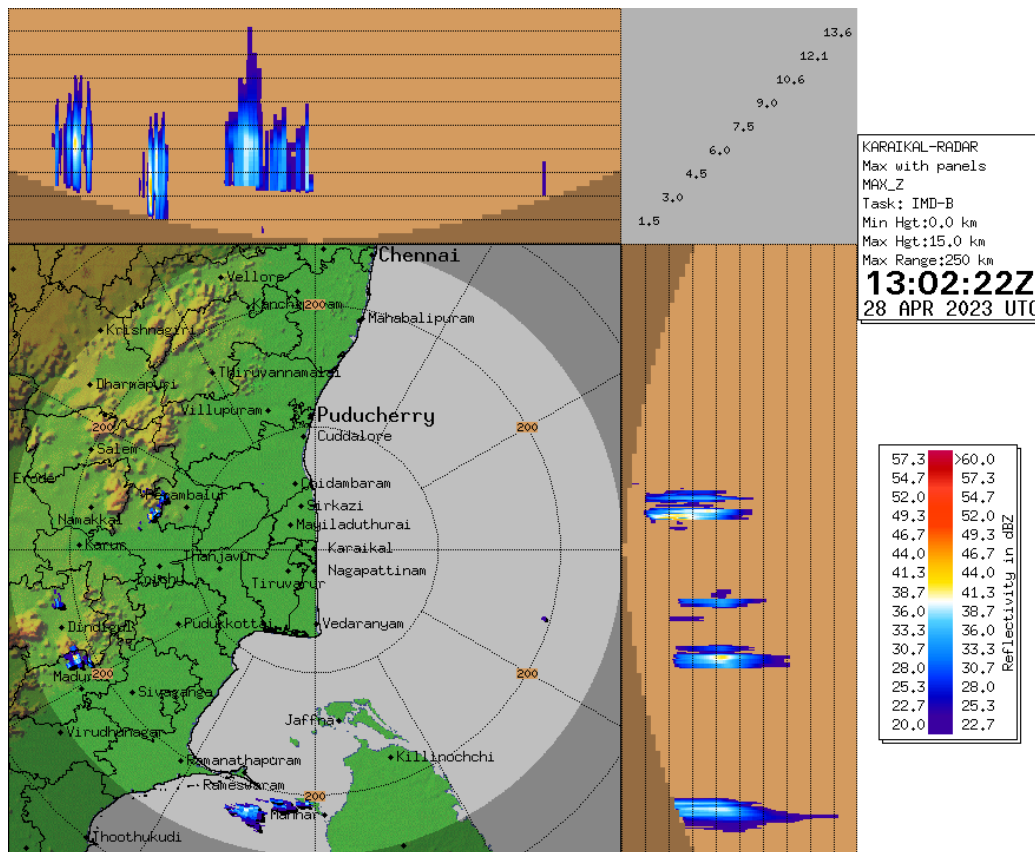 13.6
12.1
10.6
9.0
7.5
6.0
4.5
3.0
1.5
KARAIKAL-RADAR
Max with panels
MAX_Z
Task: IMD-B
Min Hgt:0.0 km
Max Hgt:15.0 km
Max Range:250 km
13:02:22Z
28 APR 2023 UTC
Chennai
Vellore
200
Mahabalipuram
Krishnagiri
Thiruvannamalai
Dharmapuri
Villupuram
Puducherry
200
200
Cuddalore
Salem
Erode
Chidambaram
Perambalur
Sirkazi
Namakkal
Mayiladuthurai
Karur
Karaikal
Thanjavur
Nagapattinam
Tiruvarur
Pudukkottai
Vedaranyam
Dindigul
200
200
Sivaganga
Jaffna
Virudhunagar
Killinochchi
Ramanathapuram
Rameswaram
200
Mannar
Thoothukudi
57.3 >60.0
54.7 57.3
52.0 54.7
49.3 52.0
46.7 49.3
44.0 46.7
41.3 44.0
38.7 41.3
36.0 38.7
33.3 36.0
30.7 33.3
28.0 30.7
25.3 28.0
22.7 25.3
20.0 22.7
Reflectivity in dBZ